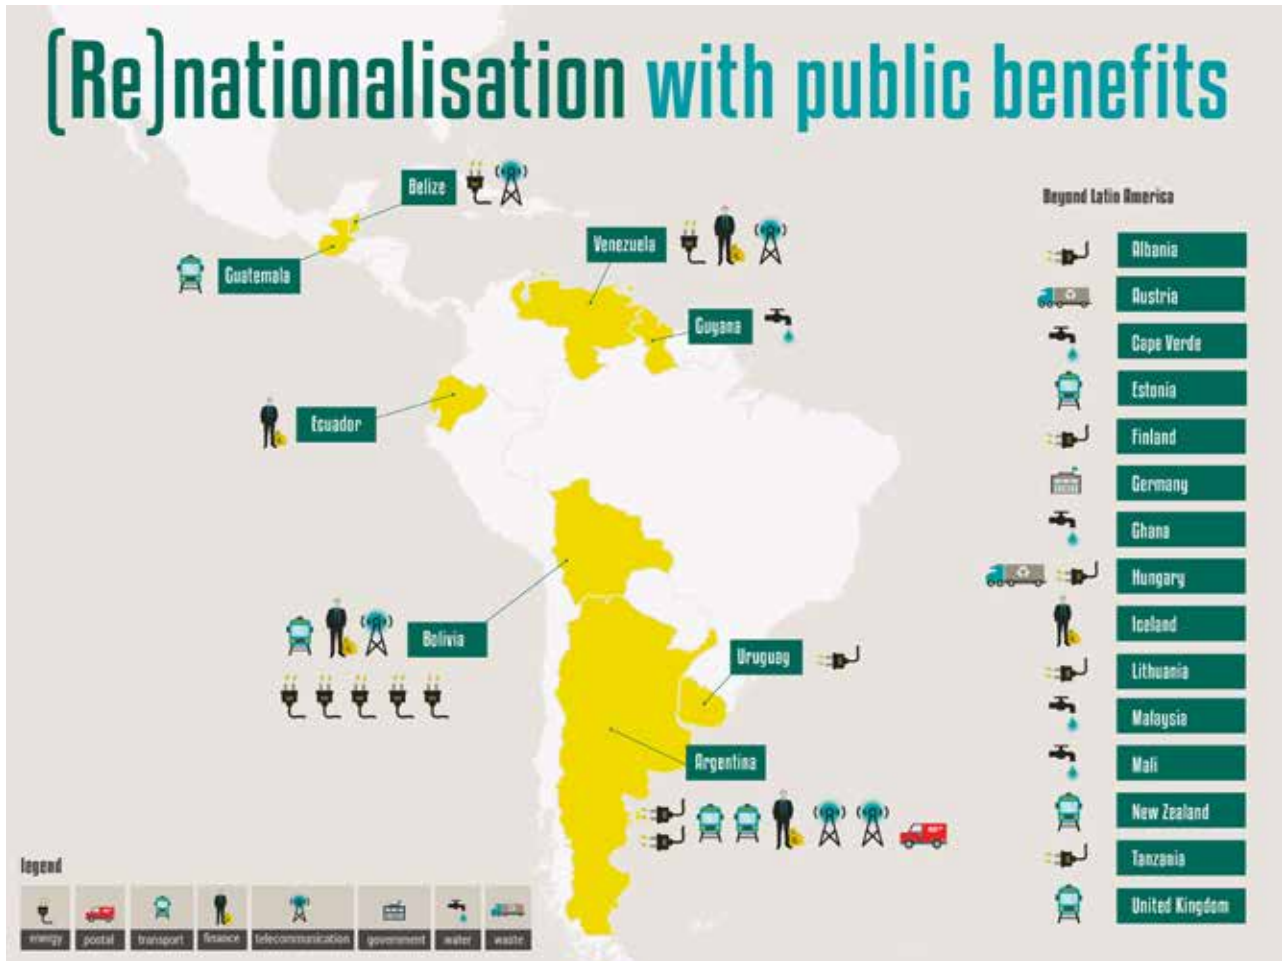 (Re)nationalisation with public benefits
Belize
Venezuela
Guatemala
Guyana
Ecuador
Bolivia
Uruguay
Argentina
Beyond Latin America
Albania
Austria
Cape Verde
Estonia
Finland
Germany
Ghana
Hungary
Iceland
Lithuania
Malaysia
Mali
New Zealand
Tanzania
United Kingdom
legend
energy postal transport finance telecommunication government water waste